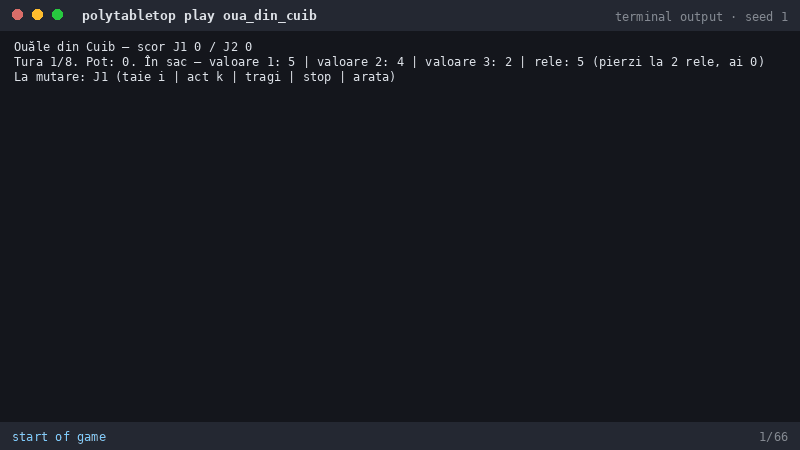 polytabletop play oua_din_cuib
terminal output · seed 1
Ouăle din Cuib — scor J1 0 / J2 0
Tura 1/8. Pot: 0. În sac — valoare 1: 5 | valoare 2: 4 | valoare 3: 2 | rele: 5 (pierzi la 2 rele, ai 0)
La mutare: J1 (taie i | act k | tragi | stop | arata)
start of game
1/66